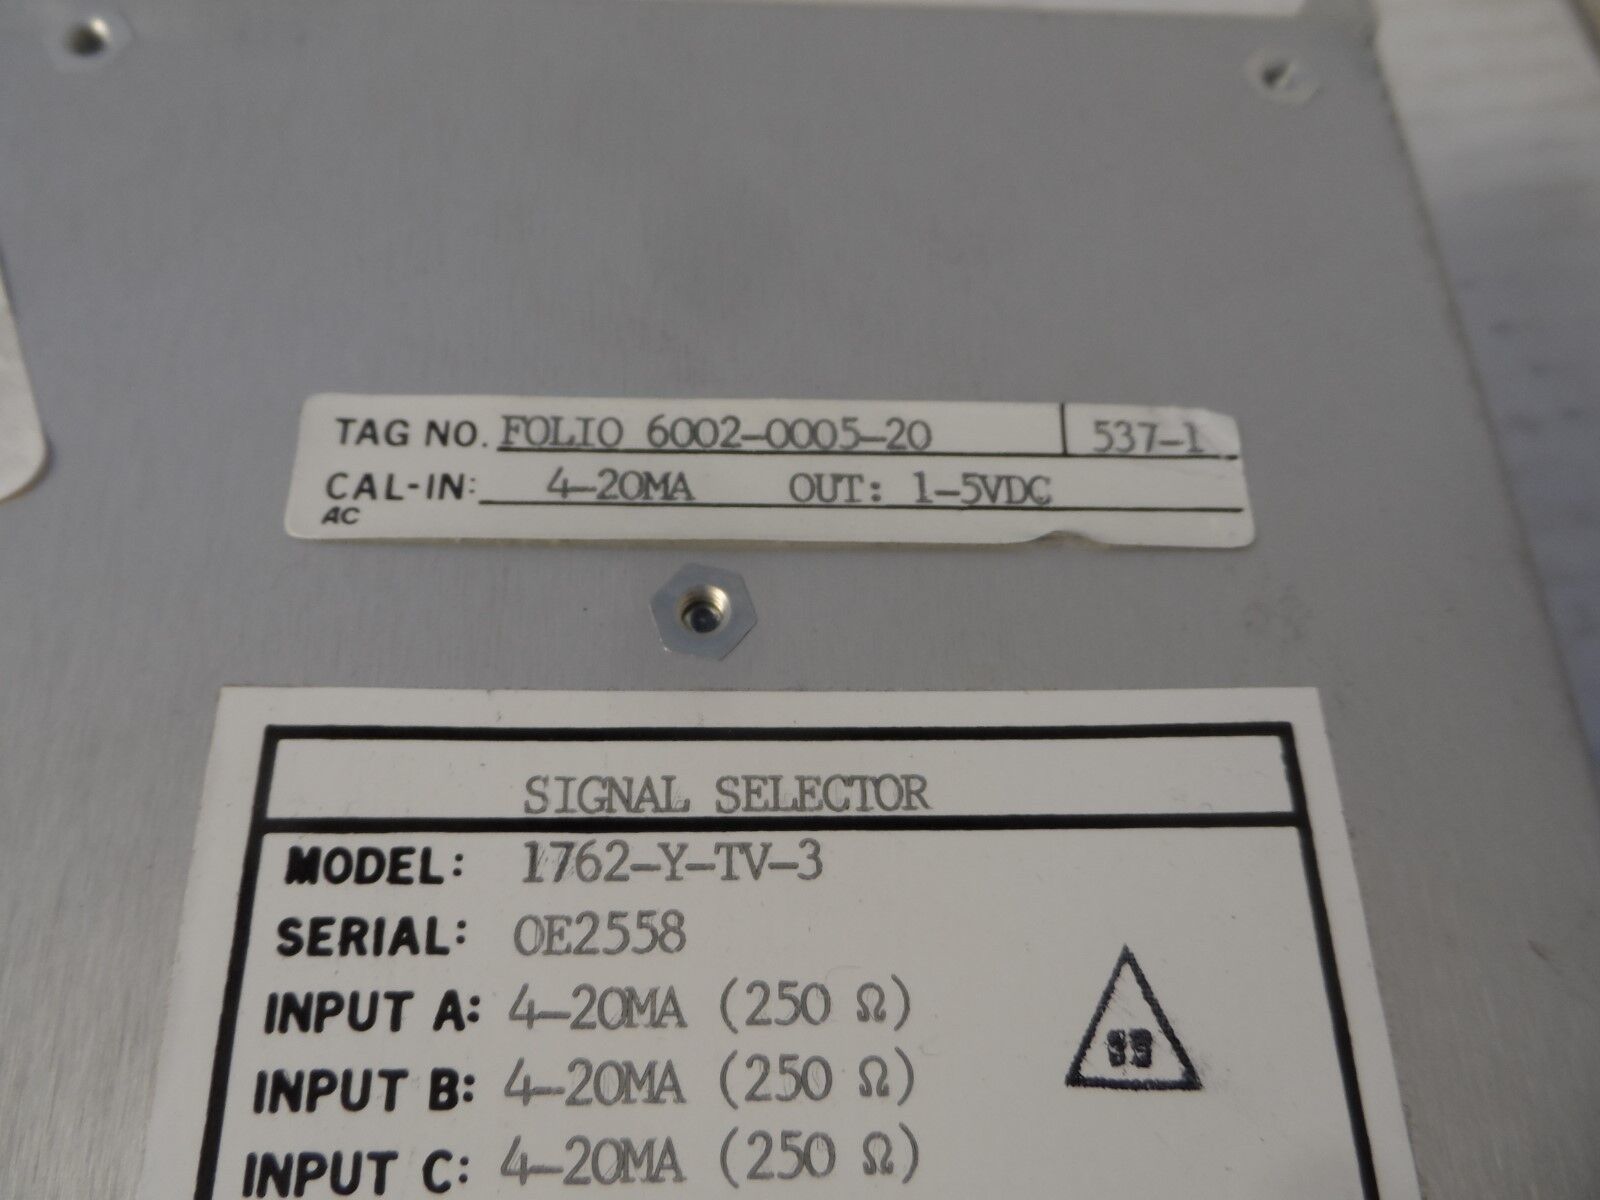 TAG NO. FOLIO 6002-0005-20 537-1
CAL-IN: 4-20MA OUT: 1-5VDC
AC
SIGNAL SELECTOR
MODEL: 1762-Y-TV-3
SERIAL: OE2558
INPUT A: 4-20MA (250 Ω)
INPUT B: 4-20MA (250 Ω)
INPUT C: 4-20MA (250 Ω)